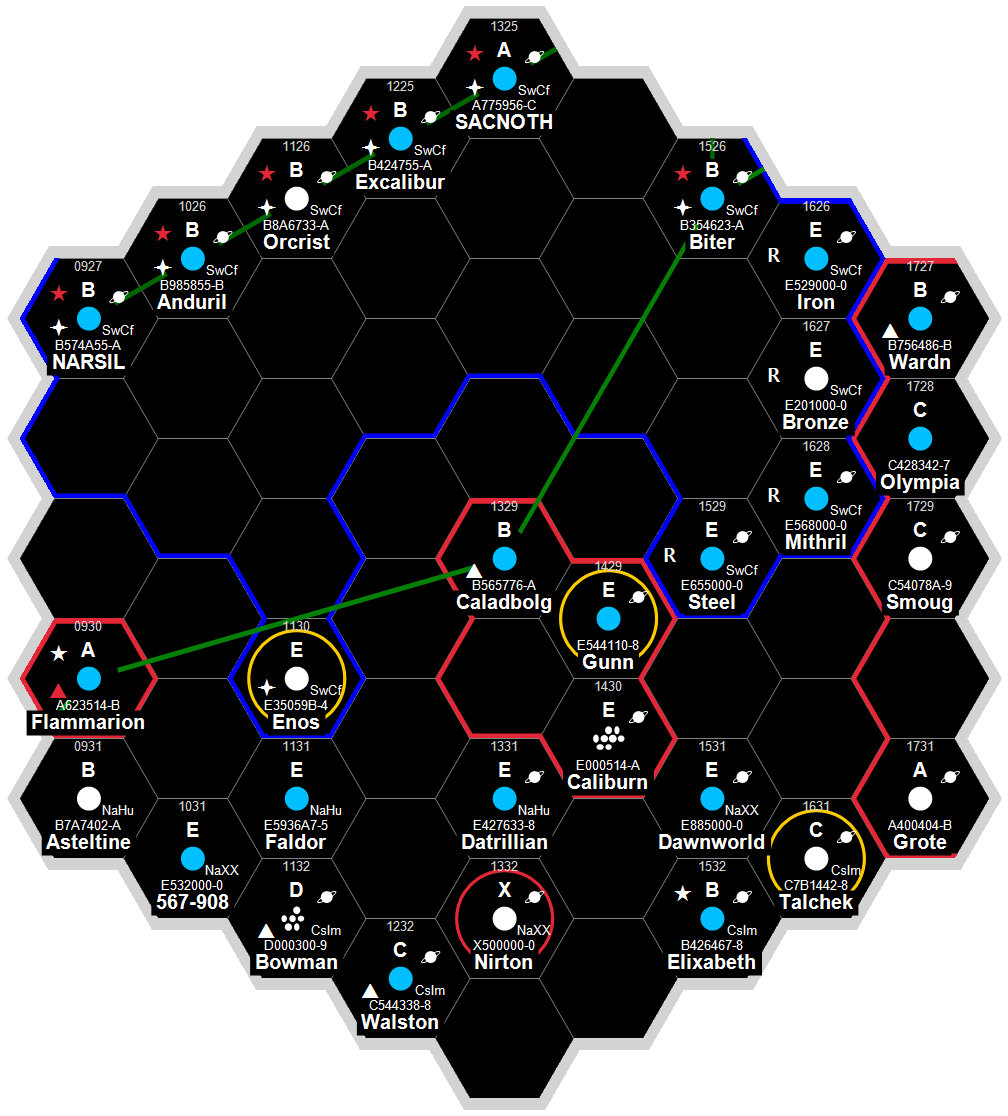 1325
A
SwCf
A775956-C
SACNOTH
1225
B
SwCf
B424755-A
Excalibur
1126
B
SwCf
B8A6733-A
Orcrist
1526
B
SwCf
B354623-A
Biter
1026
B
SwCf
B985855-B
Anduril
1626
E
R
SwCf
E529000-0
Iron
0927
B
SwCf
B574A55-A
NARSIL
1727
B
B756486-B
Wardn
1627
E
R
SwCf
E201000-0
Bronze
1728
C
C428342-7
Olympia
1628
E
R
SwCf
E568000-0
Mithril
1329
B
B565776-A
Caladbolg
1529
E
R
SwCf
E655000-0
Steel
1729
C
C54078A-9
Smoug
1429
E
E544110-8
Gunn
0930
A
A623514-B
Flammarion
1130
E
SwCf
E35059B-4
Enos
1430
E
E000514-A
Caliburn
0931
B
NaHu
B7A7402-A
Asteltine
1131
E
NaHu
E5936A7-5
Faldor
1331
E
NaHu
E427633-8
Datrillian
1531
E
NaXX
E885000-0
Dawnworld
1731
A
A400404-B
Grote
1031
E
NaXX
E532000-0
567-908
1631
C
CsIm
C7B1442-8
Talchek
1132
D
CsIm
D000300-9
Bowman
1332
X
NaXX
X500000-0
Nirton
1532
B
CsIm
B426467-8
Elixabeth
1232
C
CsIm
C544338-8
Walston